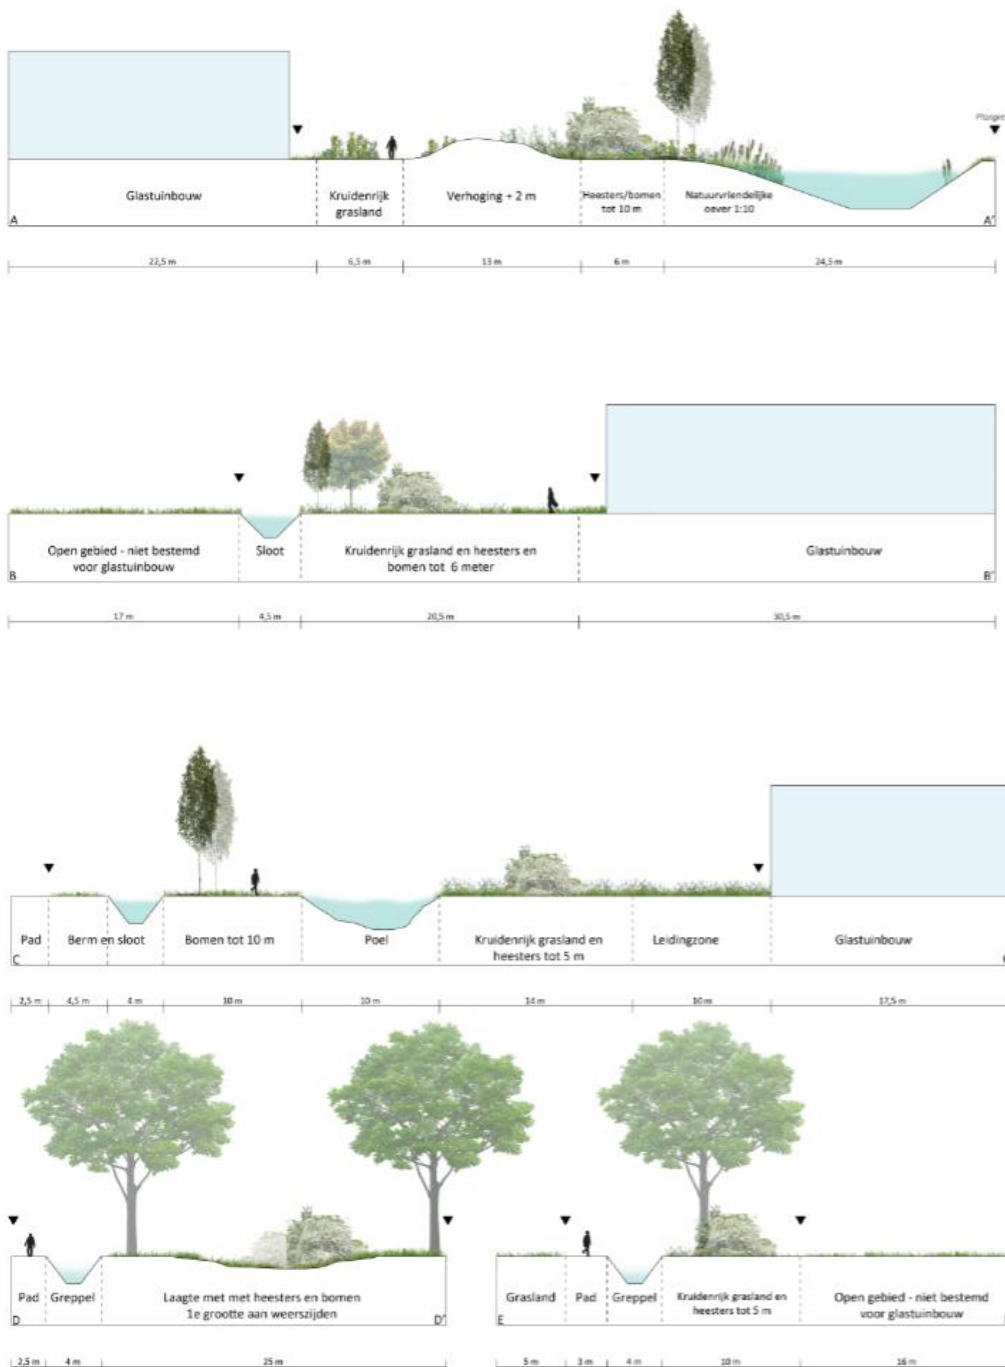 Plangrens
Glastuinbouw
Kruidenrijk
grasland
Verhoging + 2 m
Heesters/bomen
tot 10 m
Natuurvriendelijke
oever 1:10
A
A'
22,5 m
6,5 m
13 m
6 m
24,5 m
Open gebied - niet bestemd
voor glastuinbouw
Sloot
Kruidenrijk grasland en heesters en
bomen tot 6 meter
Glastuinbouw
B
B'
17 m
4,5 m
20,5 m
30,5 m
Pad
Berm en sloot
Bomen tot 10 m
Poel
Kruidenrijk grasland en
heesters tot 5 m
Leidingzone
Glastuinbouw
C
2,5 m
4,5 m
4 m
10 m
10 m
14 m
10 m
17,5 m
Pad
Greppel
Laagte met met heesters en bomen
1e grootte aan weerszijden
D
D'
2,5 m
4 m
25 m
Grasland
Pad
Greppel
Kruidenrijk grasland en
heesters tot 5 m
Open gebied - niet bestemd
voor glastuinbouw
E
5 m
3 m
4 m
10 m
16 m